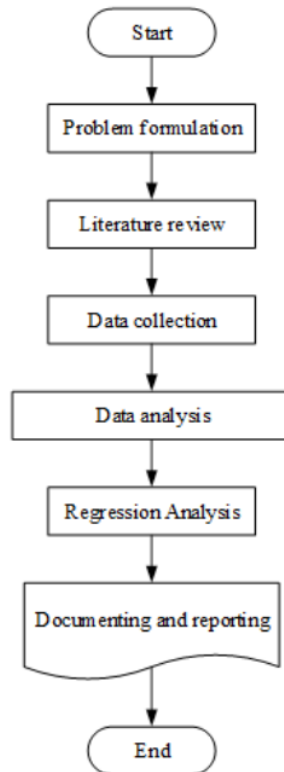 Start
Problem formulation
Literature review
Data collection
Data analysis
Regression Analysis
Documenting and reporting
End